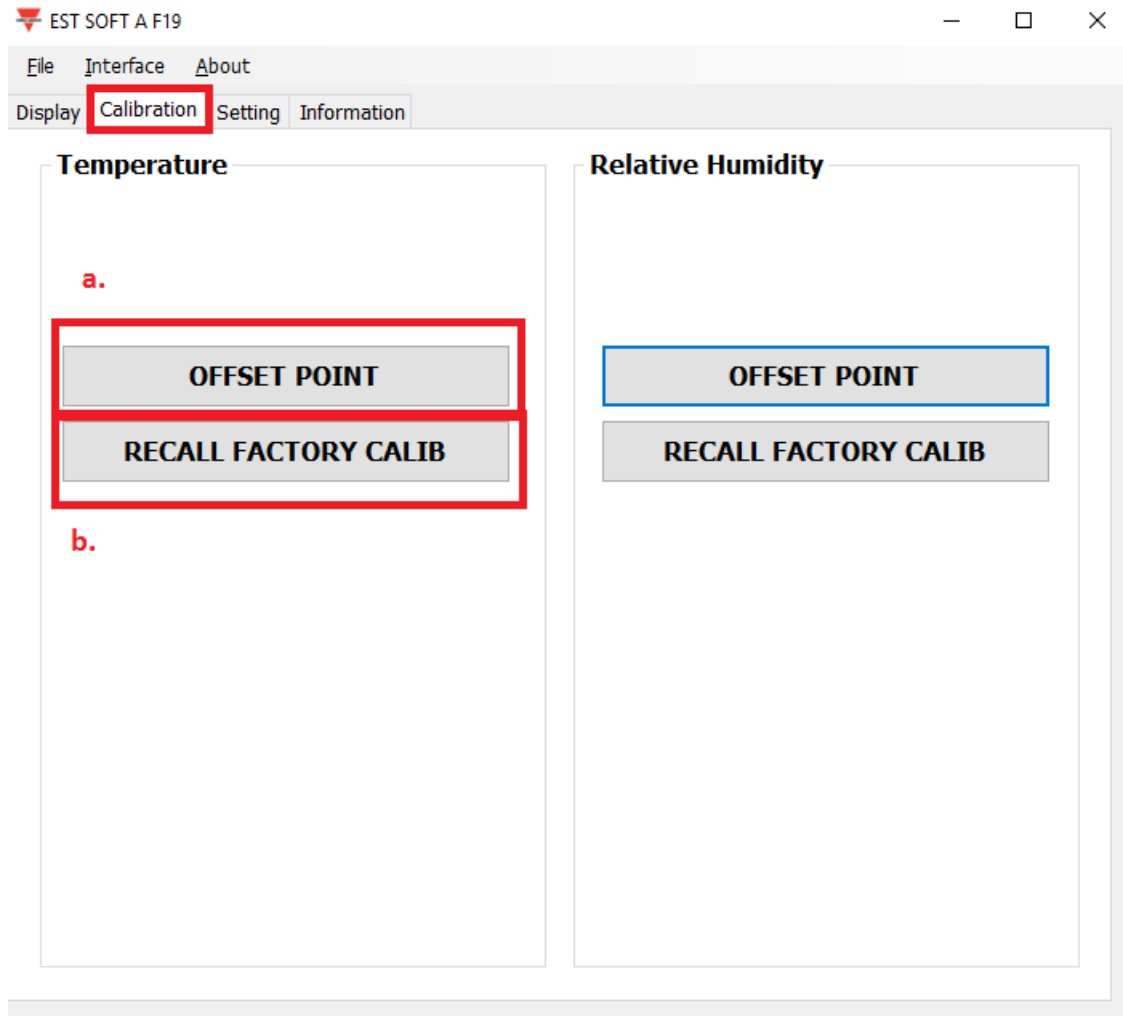 EST SOFT A F19
File Interface About
Display Calibration Setting Information
Temperature
a.
OFFSET POINT
RECALL FACTORY CALIB
b.
Relative Humidity
OFFSET POINT
RECALL FACTORY CALIB